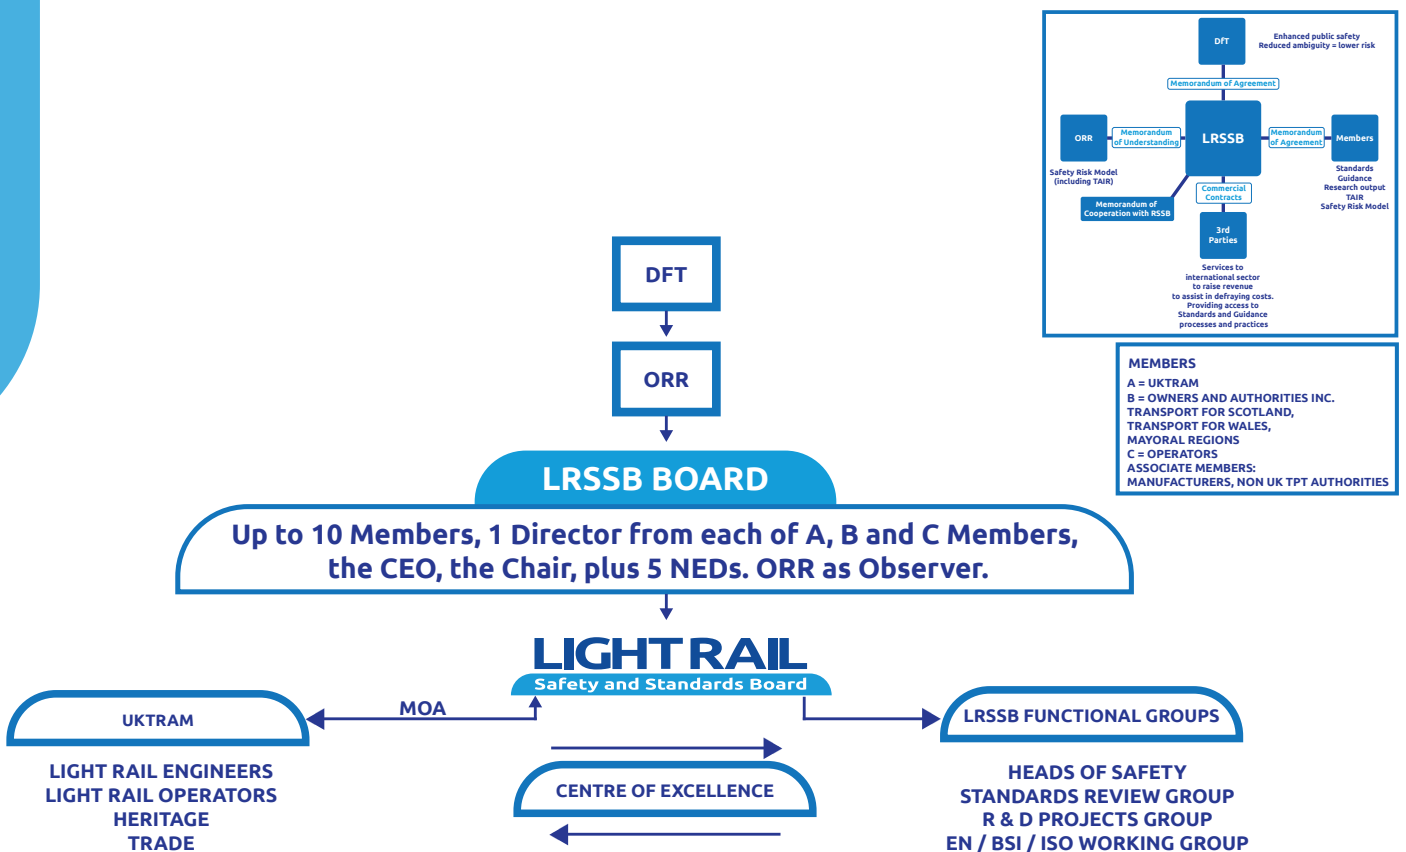 DfT
Enhanced public safety
Reduced ambiguity = lower risk
Memorandum of Agreement
ORR
Memorandum
of Understanding
LRSSB
Memorandum
of Agreement
Members
Safety Risk Model
(including TAIR)
Standards
Guidance
Research output
TAIR
Safety Risk Model
Commercial
Contracts
Memorandum of
Cooperation with RSSB
3rd
Parties
Services to
international sector
to raise revenue
to assist in defraying costs.
Providing access to
Standards and Guidance
processes and practices
MEMBERS
A = UKTRAM
B = OWNERS AND AUTHORITIES INC.
TRANSPORT FOR SCOTLAND,
TRANSPORT FOR WALES,
MAYORAL REGIONS
C = OPERATORS
ASSOCIATE MEMBERS:
MANUFACTURERS, NON UK TPT AUTHORITIES
DFT
ORR
LRSSB BOARD
Up to 10 Members, 1 Director from each of A, B and C Members,
the CEO, the Chair, plus 5 NEDs. ORR as Observer.
LIGHT RAIL
Safety and Standards Board
UKTRAM
MOA
LRSSB FUNCTIONAL GROUPS
LIGHT RAIL ENGINEERS
LIGHT RAIL OPERATORS
HERITAGE
TRADE
CENTRE OF EXCELLENCE
HEADS OF SAFETY
STANDARDS REVIEW GROUP
R & D PROJECTS GROUP
EN / BSI / ISO WORKING GROUP